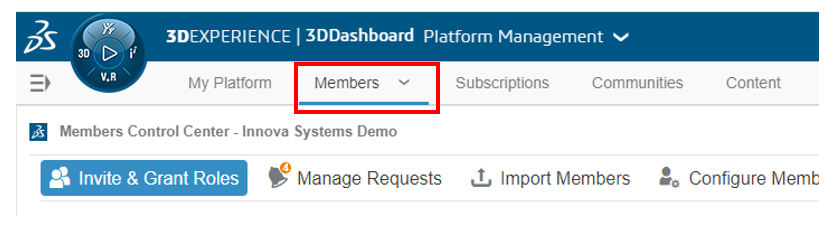 3DEXPERIENCE | 3DDashboard Platform Management
3D
V.R
My Platform Members Subscriptions Communities Content
Members Control Center - Innova Systems Demo
Invite & Grant Roles 4 Manage Requests Import Members Configure Memb